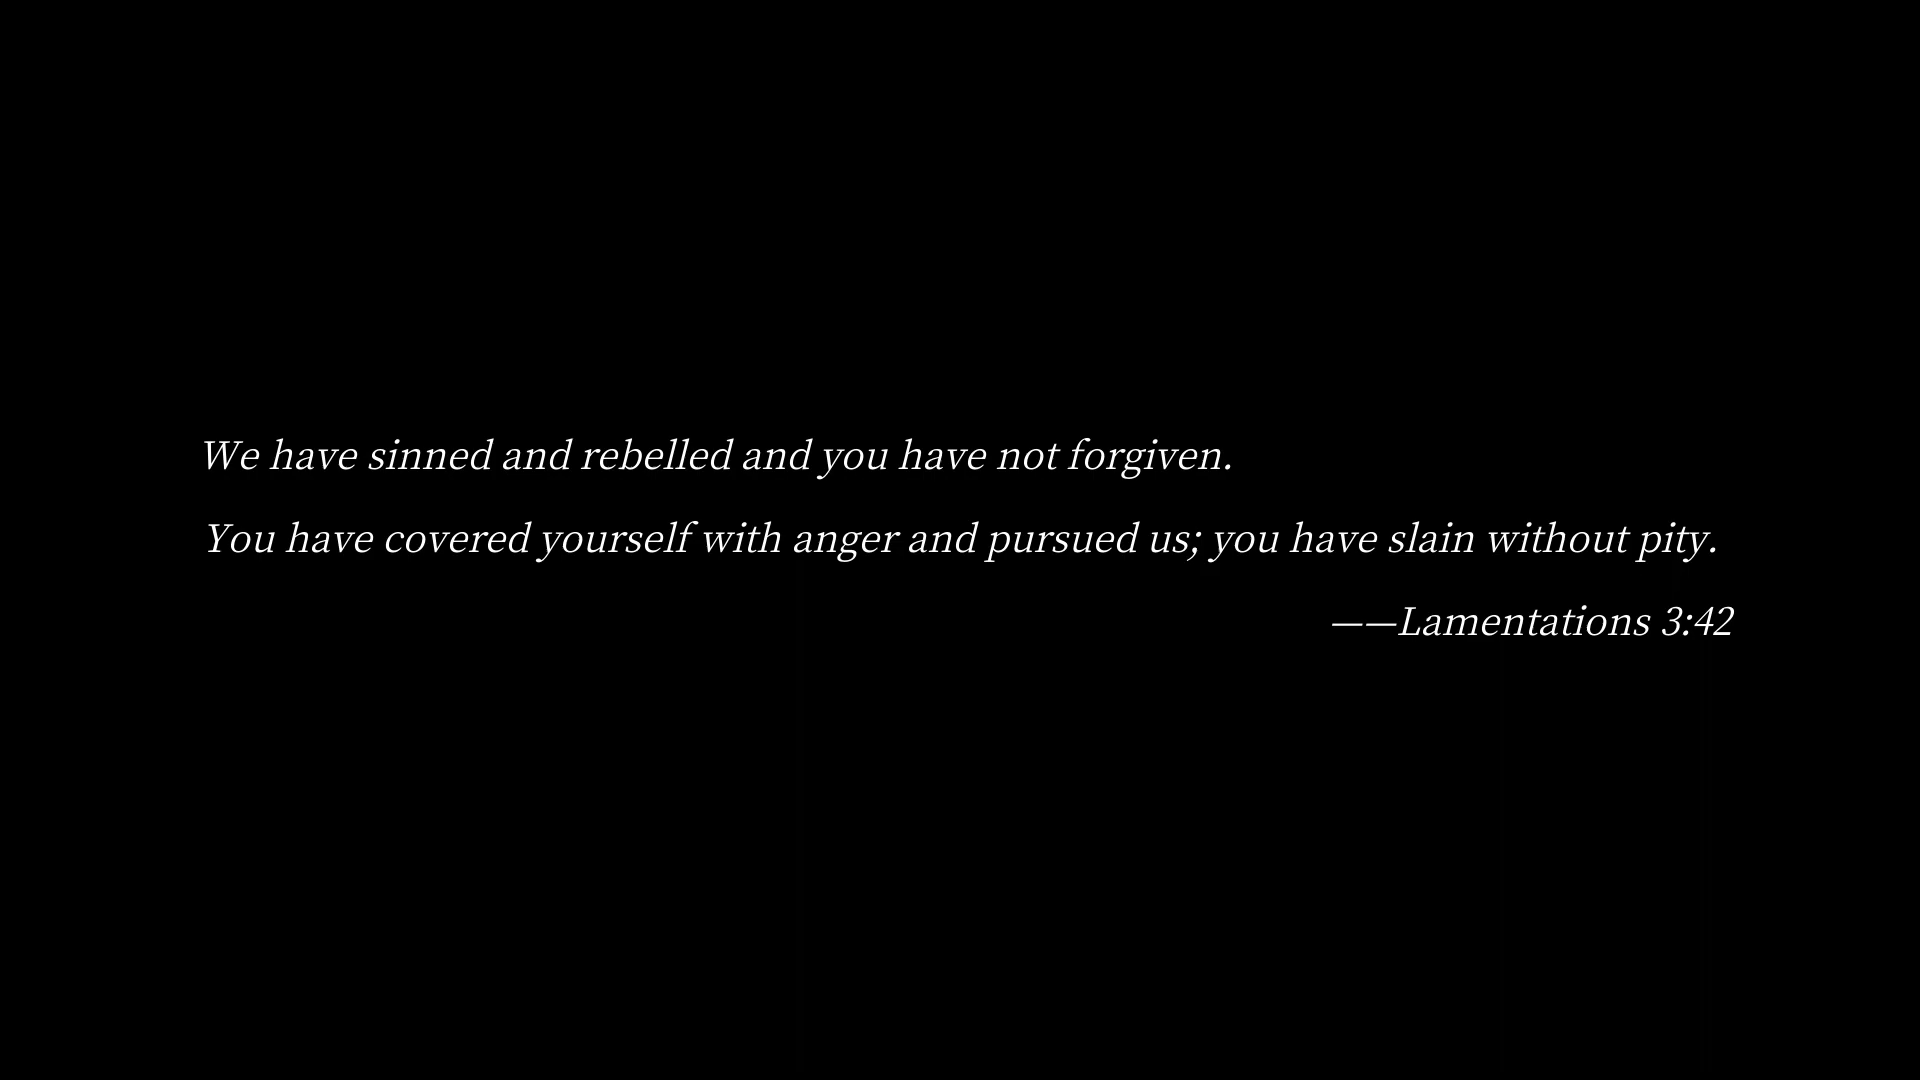 We have sinned and rebelled and you have not forgiven.
You have covered yourself with anger and pursued us; you have slain without pity.
——Lamentations 3:42